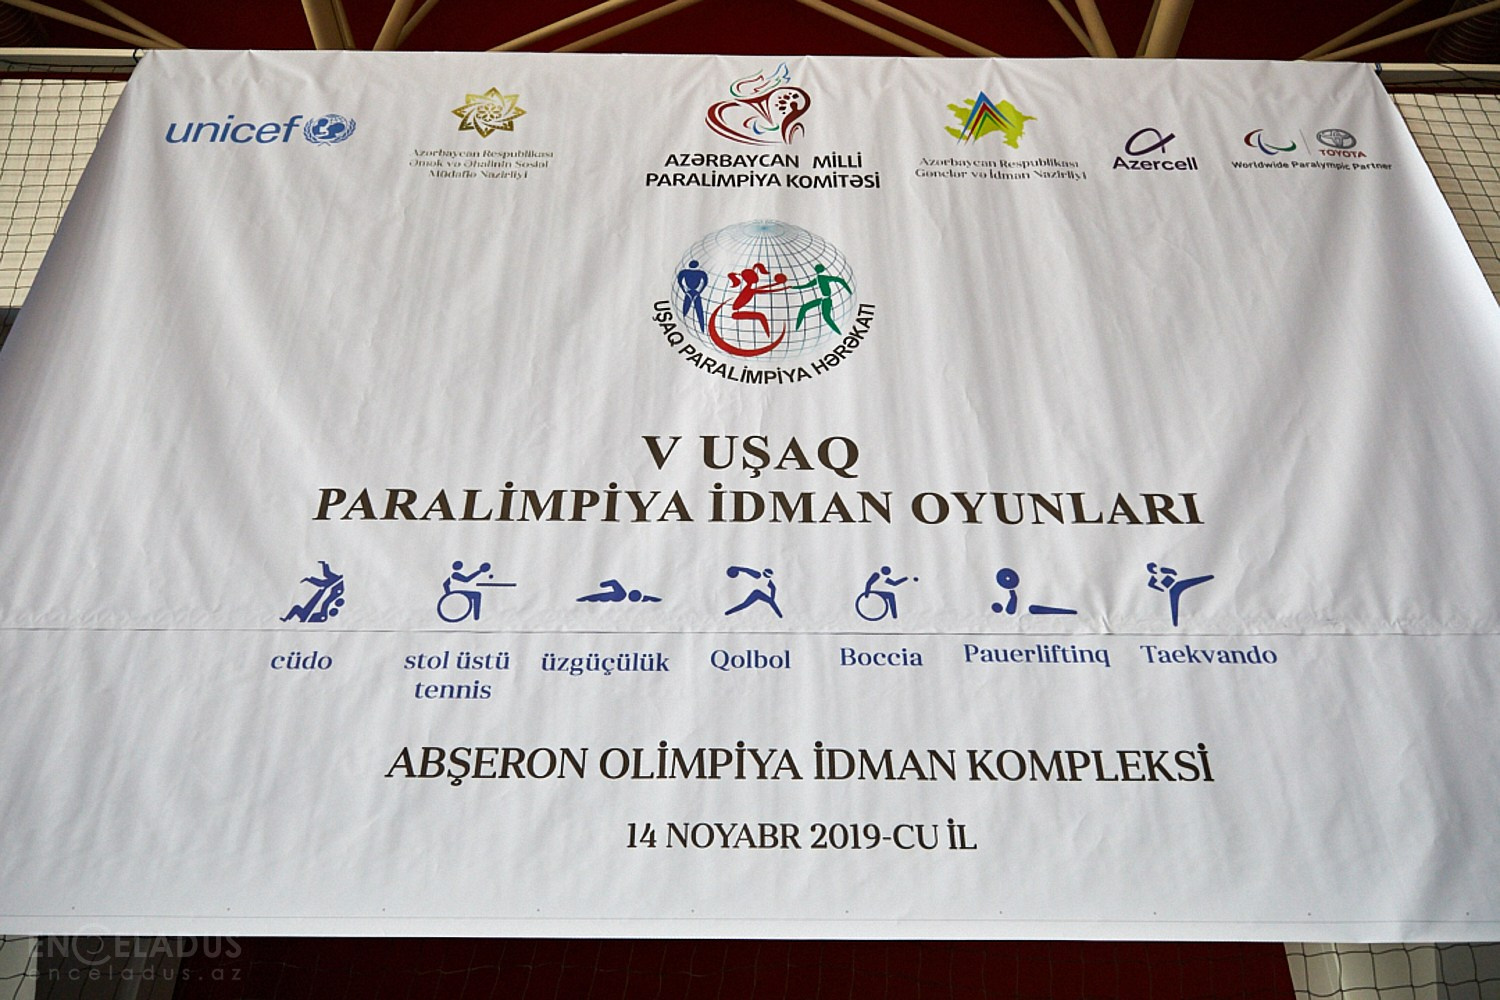 unicef
Azərbaycan Respublikası
Əmək və Əhalinin Sosial
Müdafiə Nazirliyi
AZƏRBAYCAN MİLLİ
PARALİMPİYA KOMİTƏSİ
Azərbaycan Respublikası
Gənclər və İdman Nazirliyi
Azercell
TOYOTA
Worldwide Paralympic Partner
UŞAQ PARALİMPİYA HƏRƏKATI
V UŞAQ
PARALİMPİYA İDMAN OYUNLARI
cüdo
stol üstü
tennis
üzgüçülük
Qolbol
Boccia
Pauerliftinq
Taekvando
ABŞERON OLİMPİYA İDMAN KOMPLEKSİ
14 NOYABR 2019-CU İL
ENCELADUS
enceladus.az